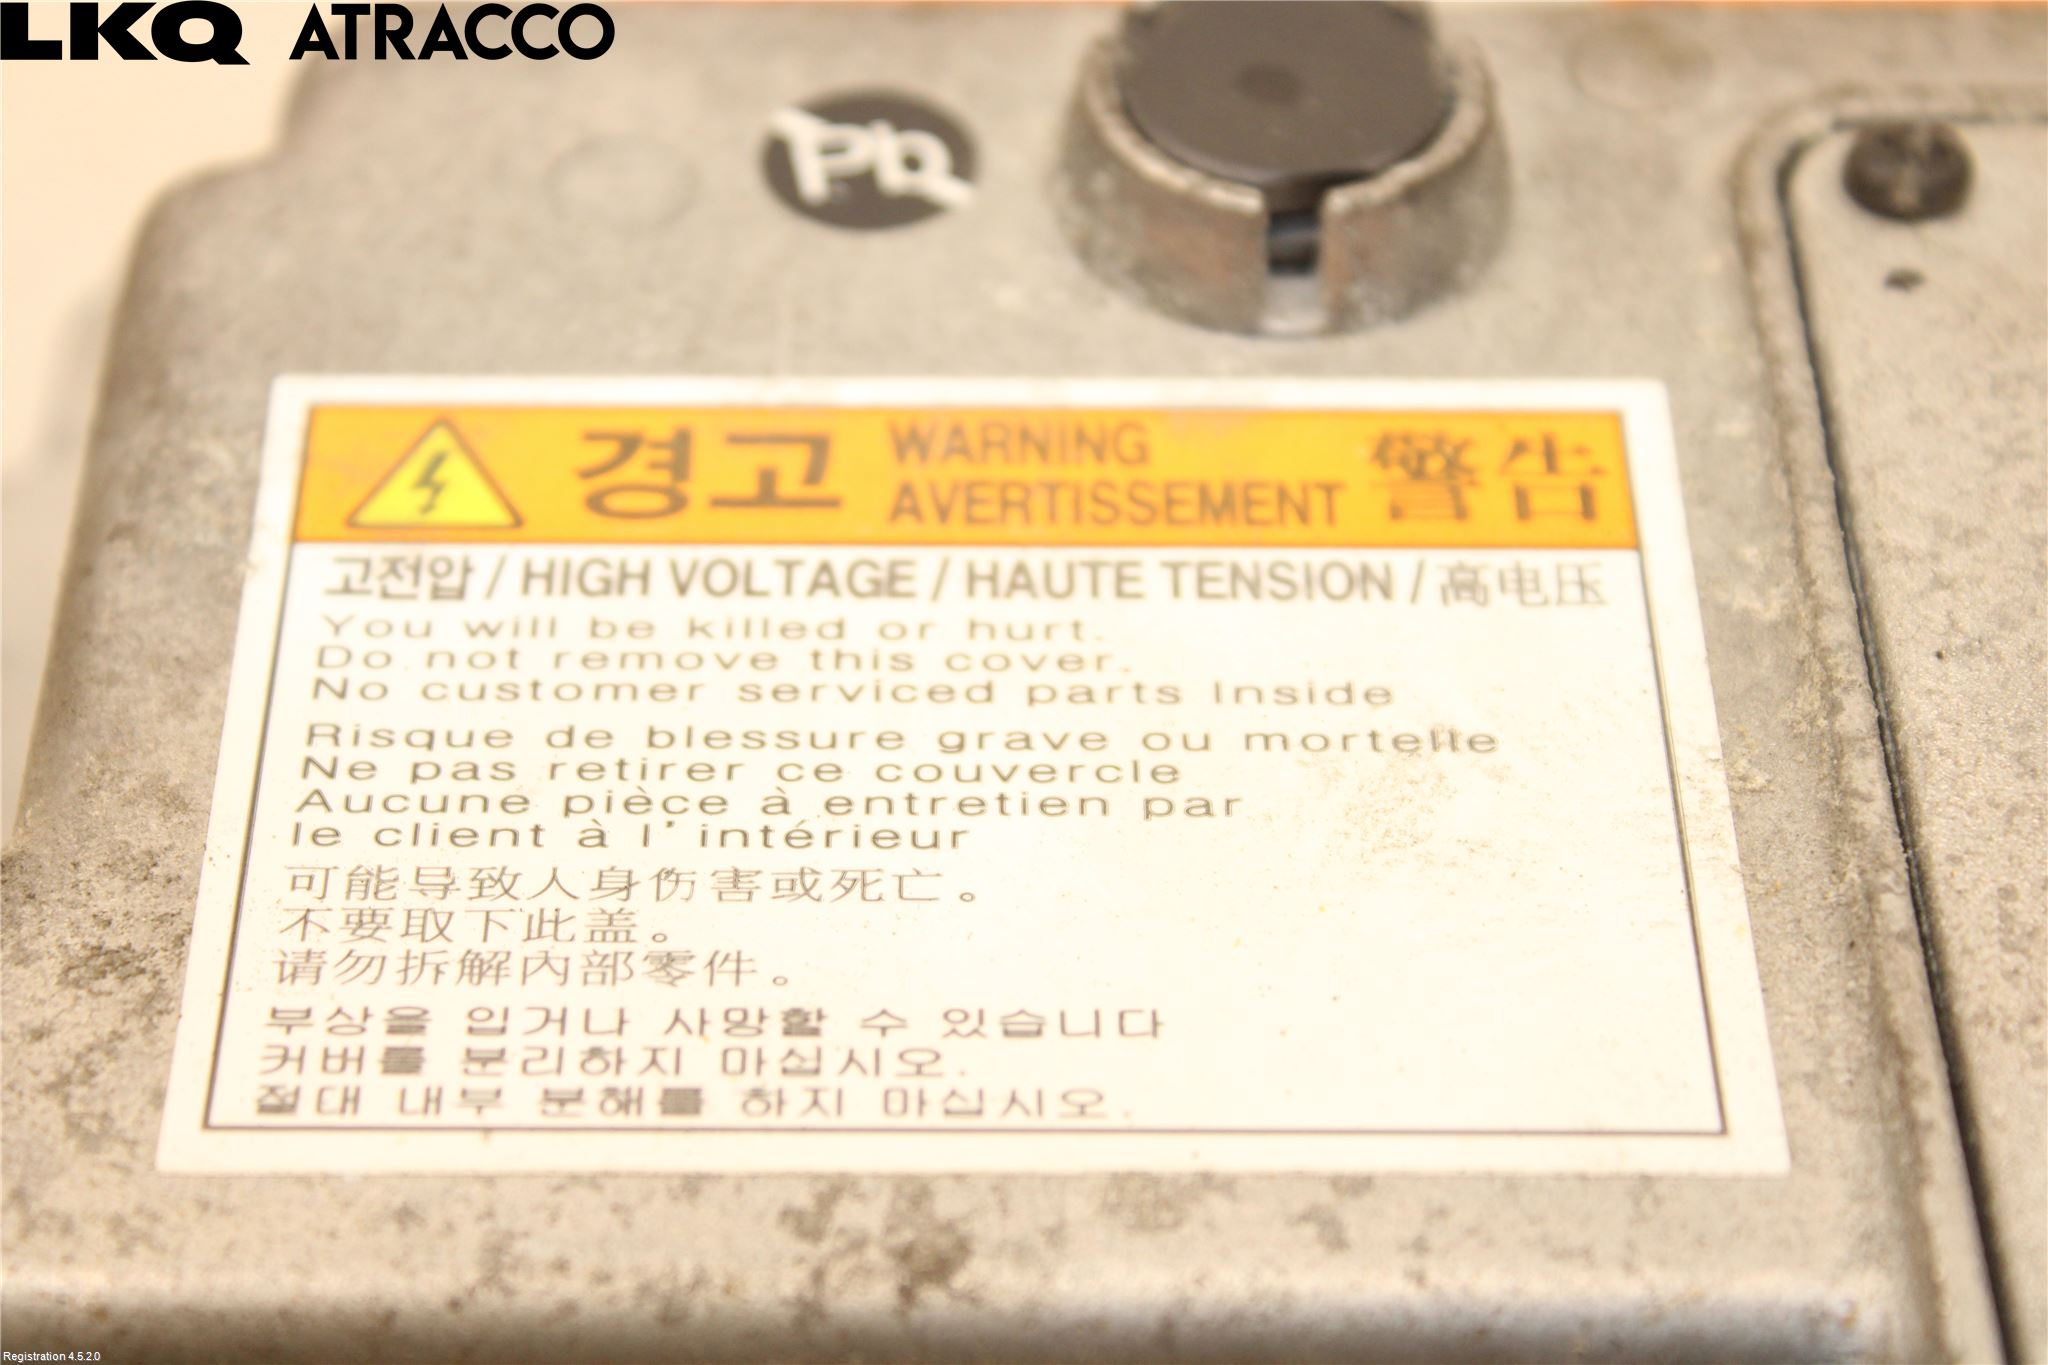 LKQ ATRACCO
Pb
경고 WARNING AVERTISSEMENT 警告
고전압 / HIGH VOLTAGE / HAUTE TENSION / 高电压
You will be killed or hurt.
Do not remove this cover.
No customer serviced parts Inside
Risque de blessure grave ou mortelle
Ne pas retirer ce couvercle
Aucune pièce à entretien par
le client à l'intérieur
可能导致人身伤害或死亡。
不要取下此盖。
请勿拆解內部零件。
부상을 입거나 사망할 수 있습니다
커버를 분리하지 마십시오.
절대 내부 분해를 하지 마십시오.
Registration 4.5.2.0